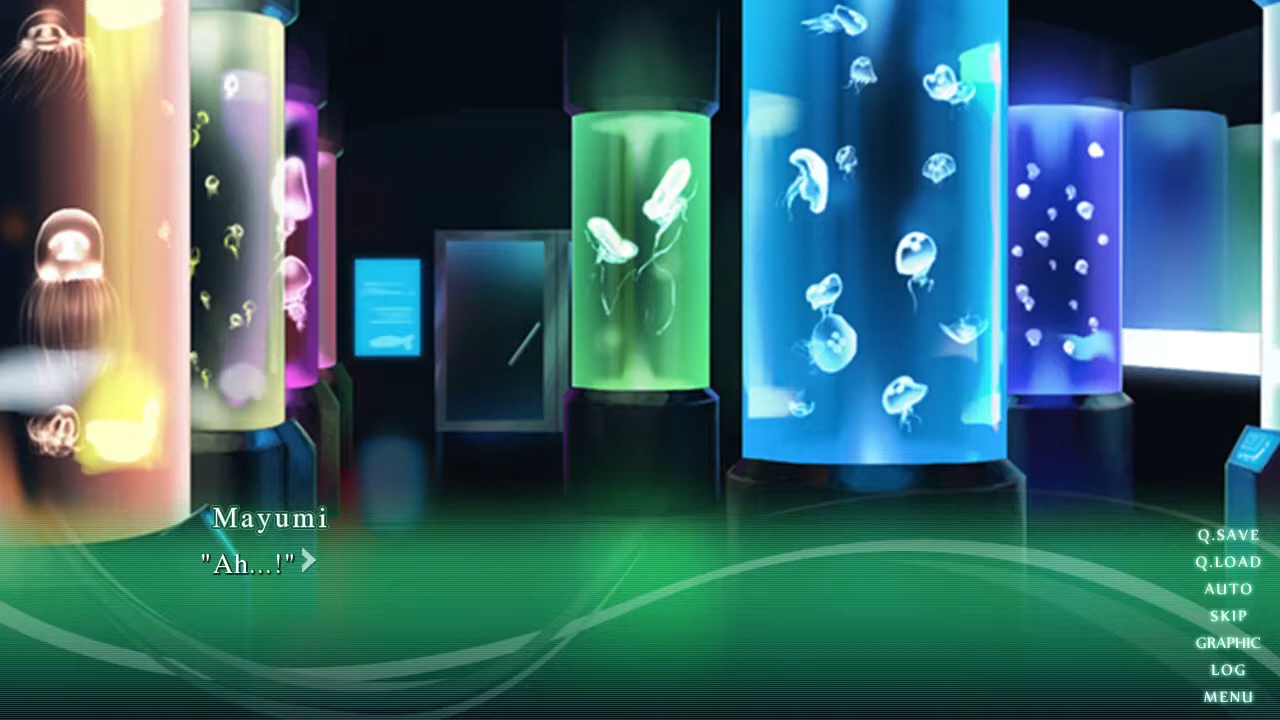 Mayumi
"Ah...!"
Q.SAVE
Q.LOAD
AUTO
SKIP
GRAPHIC
LOG
MENU